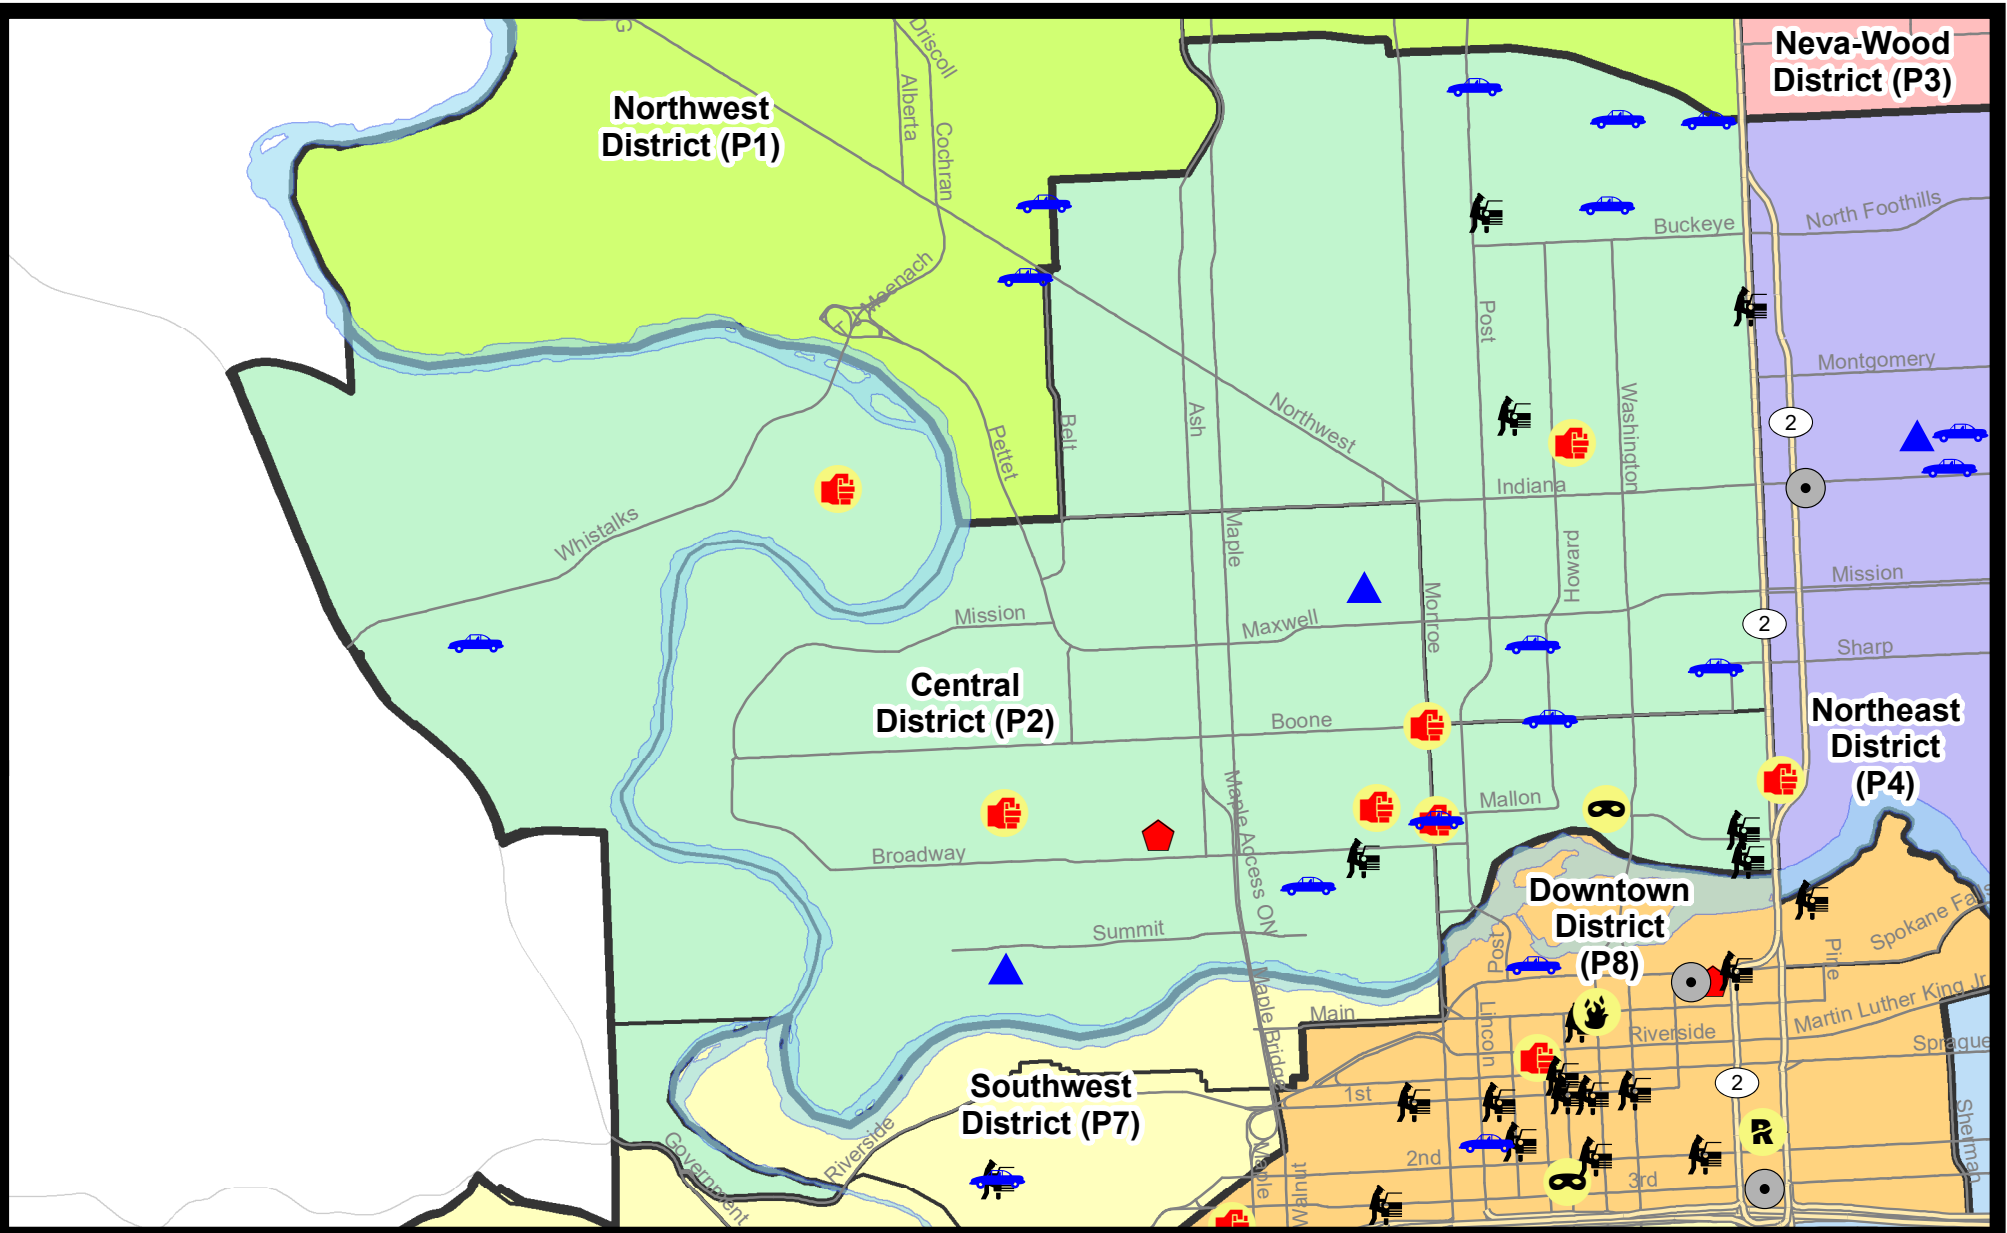 G
Driscoll
Alberta
Cochran
Neva-Wood
District (P3)
Northwest
District (P1)
North Foothills
Buckeye
T J Meenach
Post
Montgomery
Washington
Northwest
Ash
Belt
Pettet
2
Indiana
Whistalks
Maple
Howard
Monroe
Mission
Mission
Maxwell
2
Sharp
Central
District (P2)
Boone
Northeast
District
(P4)
Maple Access ON
Mallon
Broadway
Downtown
District
(P8)
Summit
Post
Pine
Spokane Falls
Maple Bridge
Main
Lincoln
Riverside
Martin Luther King Jr
Sprague
Southwest
District (P7)
1st
2
R
Sherman
Government
Riverside
Maple
Walnut
2nd
3rd